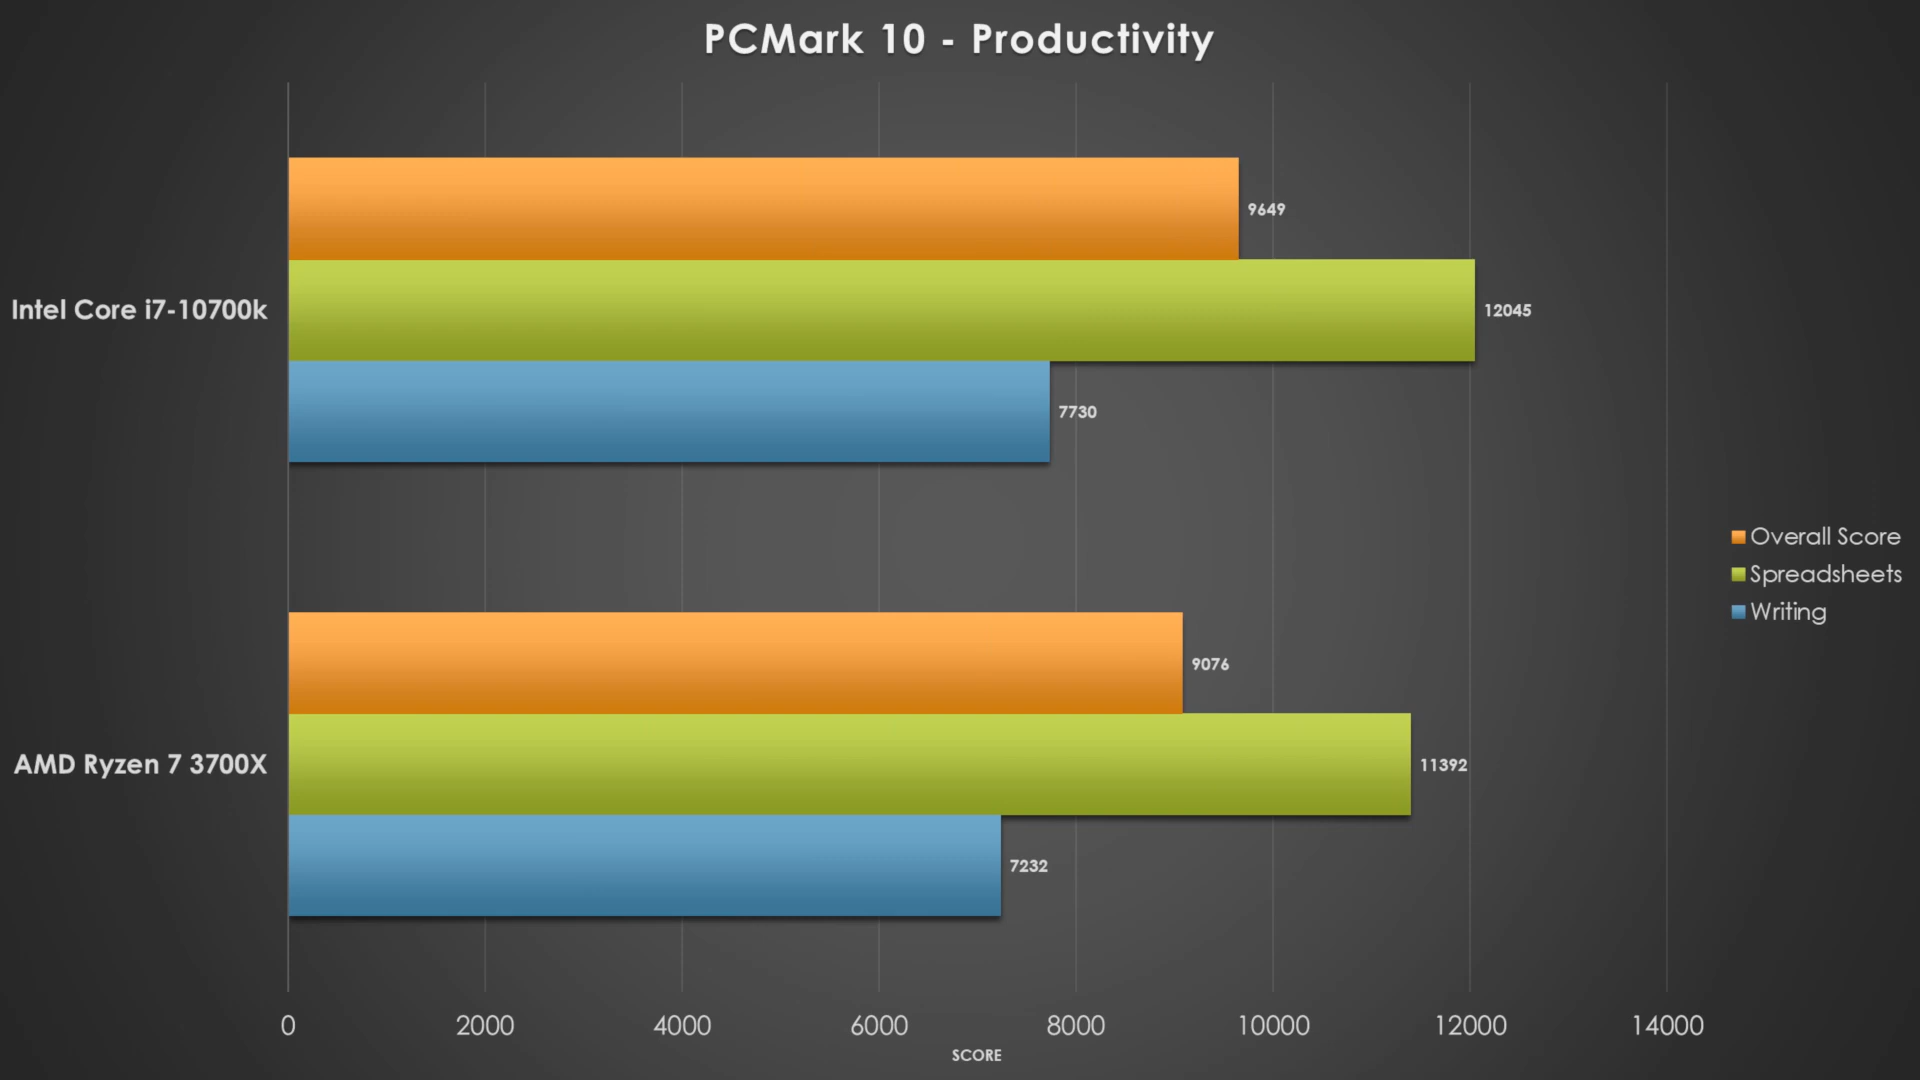 PCMark 10 - Productivity
9649
Intel Core i7-10700k
12045
7730
Overall Score
Spreadsheets
Writing
9076
AMD Ryzen 7 3700X
11392
7232
0 2000 4000 6000 8000 10000 12000 14000
SCORE